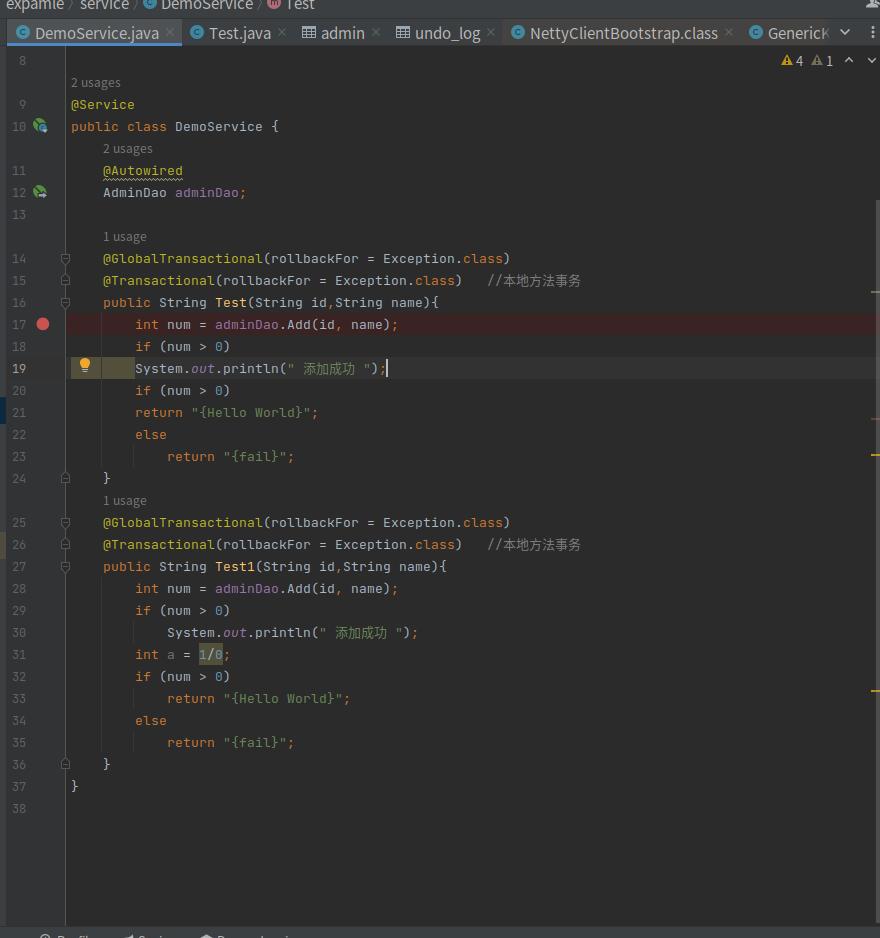 expamle 〉 service 〉 DemoService 〉 Test
DemoService.java × Test.java × admin × undo_log × NettyClientBootstrap.class × GenericK
8
4 1
2 usages
9 @Service
10 public class DemoService {
2 usages
11 @Autowired
12 AdminDao adminDao;
13
1 usage
14 @GlobalTransactional(rollbackFor = Exception.class)
15 @Transactional(rollbackFor = Exception.class) //本地方法事务
16 public String Test(String id,String name){
17 int num = adminDao.Add(id, name);
18 if (num > 0)
19 System.out.println(" 添加成功 ");
20 if (num > 0)
21 return "{Hello World}";
22 else
23 return "{fail}";
24 }
1 usage
25 @GlobalTransactional(rollbackFor = Exception.class)
26 @Transactional(rollbackFor = Exception.class) //本地方法事务
27 public String Test1(String id,String name){
28 int num = adminDao.Add(id, name);
29 if (num > 0)
30 System.out.println(" 添加成功 ");
31 int a = 1/0;
32 if (num > 0)
33 return "{Hello World}";
34 else
35 return "{fail}";
36 }
37 }
38